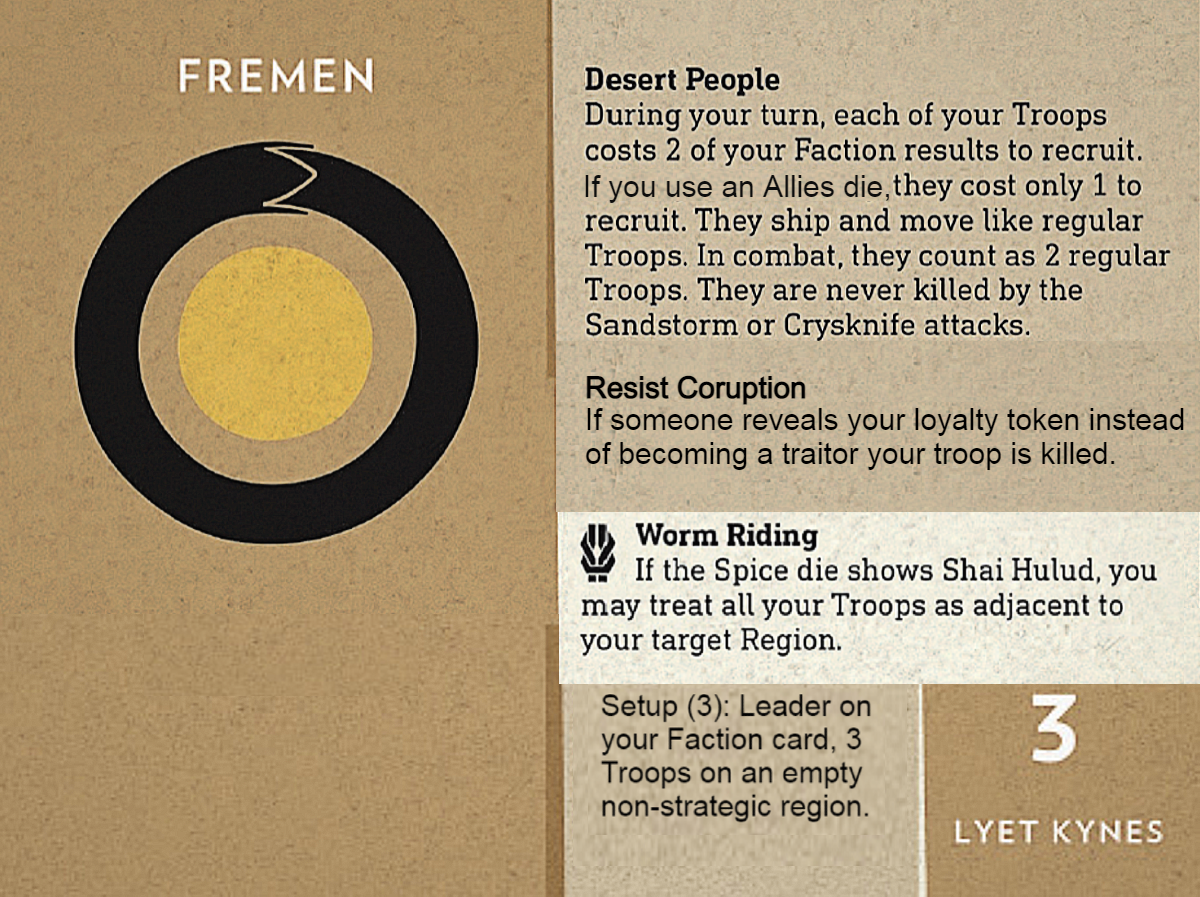 FREMEN
Desert People
During your turn, each of your Troops
costs 2 of your Faction results to recruit.
If you use an Allies die,they cost only 1 to
recruit. They ship and move like regular
Troops. In combat, they count as 2 regular
Troops. They are never killed by the
Sandstorm or Crysknife attacks.
Resist Coruption
If someone reveals your loyalty token instead
of becoming a traitor your troop is killed.
Worm Riding
If the Spice die shows Shai Hulud, you
may treat all your Troops as adjacent to
your target Region.
Setup (3): Leader on
your Faction card, 3
Troops on an empty
non-strategic region.
3
LYET KYNES